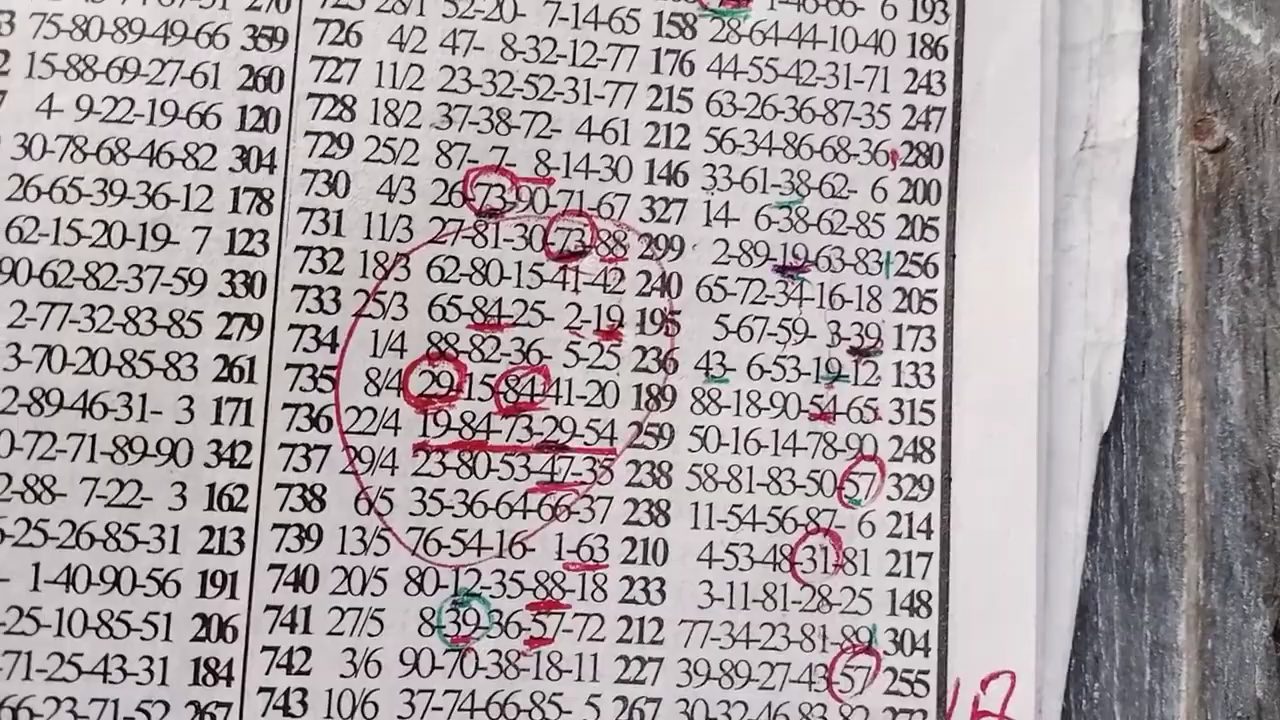 75-80-89-49-66 359 726 4/2 47- 8-32-12-77 176 44-55-42-31-71 243
15-88-69-27-61 260 727 11/2 23-32-52-31-77 215 63-26-36-87-35 247
4- 9-22-19-66 120 728 18/2 37-38-72- 4-61 212 56-34-86-68-36 280
30-78-68-46-82 304 729 25/2 87- 7- 8-14-30 146 33-61-38-62- 6 200
26-65-39-36-12 178 730 4/3 26-73-90-71-67 327 14- 6-38-62-85 205
62-15-20-19- 7 123 731 11/3 27-81-30-73-88 299 2-89-19-63-83 256
90-62-82-37-59 330 732 18/3 62-80-15-41-42 240 65-72-34-16-18 205
2-77-32-83-85 279 733 25/3 65-84-25- 2-19 195 5-67-59- 3-39 173
3-70-20-85-83 261 734 1/4 88-82-36- 5-25 236 43- 6-53-19-12 133
2-89-46-31- 3 171 735 8/4 29-15-84-41-20 189 88-18-90-54-65 315
0-72-71-89-90 342 736 22/4 19-84-73-29-54 259 50-16-14-78-90 248
2-88- 7-22- 3 162 737 29/4 23-80-53-47-35 238 58-81-83-50-57 329
-25-26-85-31 213 738 6/5 35-36-64-66-37 238 11-54-56-87- 6 214
- 1-40-90-56 191 739 13/5 76-54-16- 1-63 210 4-53-48-31-81 217
-25-10-85-51 206 740 20/5 80-12-35-88-18 233 3-11-81-28-25 148
-71-25-43-31 184 741 27/5 8-39-36-57-72 212 77-34-23-81-89 304
66-23-71-52 267 742 3/6 90-70-38-18-11 227 39-89-27-43-57 255
743 10/6 37-74-66-85- 5 267